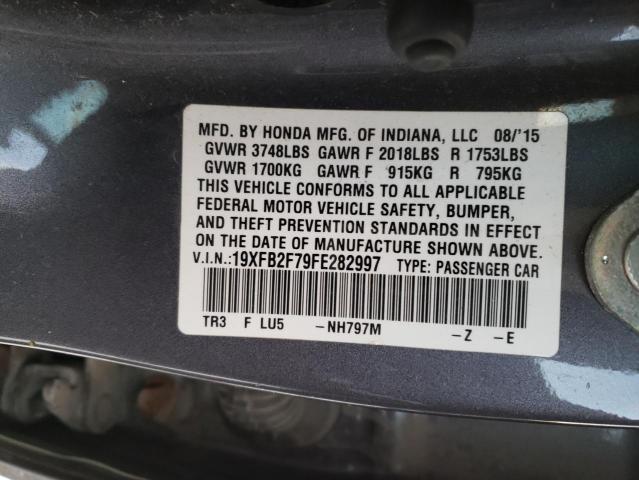 MFD. BY HONDA MFG. OF INDIANA, LLC 08/'15
GVWR 3748LBS GAWR F 2018LBS R 1753LBS
GVWR 1700KG GAWR F 915KG R 795KG
THIS VEHICLE CONFORMS TO ALL APPLICABLE
FEDERAL MOTOR VEHICLE SAFETY, BUMPER,
AND THEFT PREVENTION STANDARDS IN EFFECT
ON THE DATE OF MANUFACTURE SHOWN ABOVE.
V.I.N.:19XFB2F79FE282997 TYPE: PASSENGER CAR
TR3 F LU5 -NH797M -Z -E